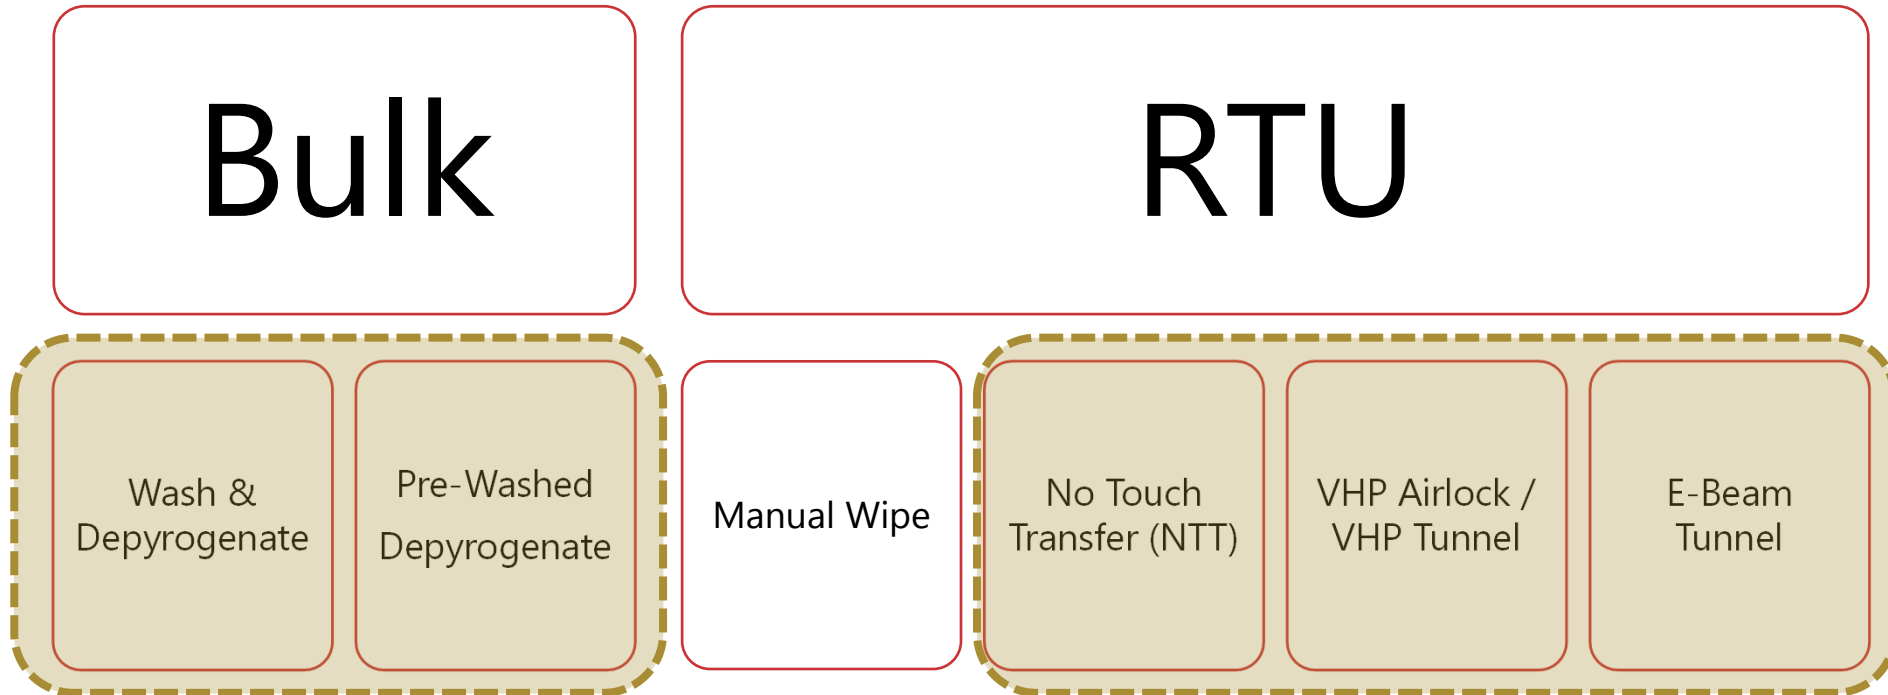 Bulk
RTU
Wash &
Depyrogenate
Pre-Washed
Depyrogenate
Manual Wipe
No Touch
Transfer (NTT)
VHP Airlock /
VHP Tunnel
E-Beam
Tunnel